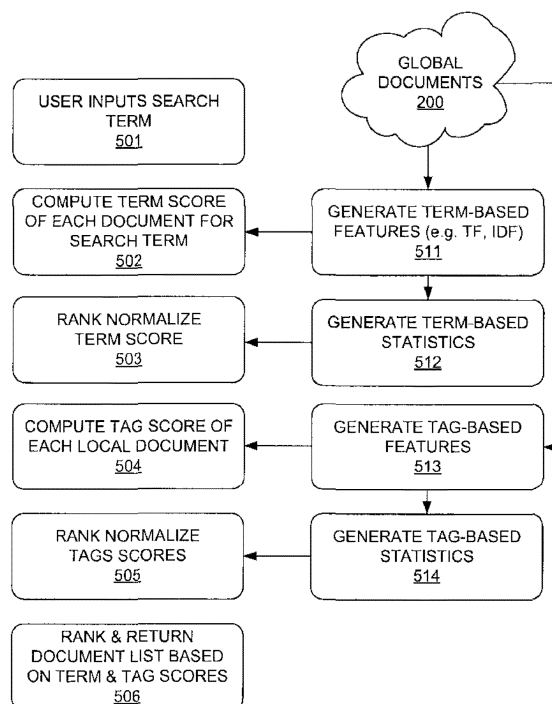 GLOBAL
DOCUMENTS
200
USER INPUTS SEARCH
TERM
501
COMPUTE TERM SCORE
OF EACH DOCUMENT FOR
SEARCH TERM
502
GENERATE TERM-BASED
FEATURES (e.g. TF, IDF)
511
RANK NORMALIZE
TERM SCORE
503
GENERATE TERM-BASED
STATISTICS
512
COMPUTE TAG SCORE OF
EACH LOCAL DOCUMENT
504
GENERATE TAG-BASED
FEATURES
513
RANK NORMALIZE
TAGS SCORES
505
GENERATE TAG-BASED
STATISTICS
514
RANK & RETURN
DOCUMENT LIST BASED
ON TERM & TAG SCORES
506